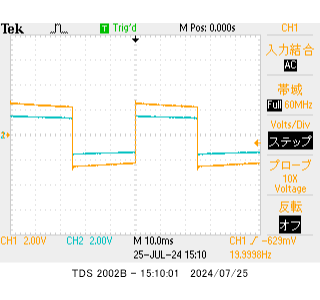 Tek T Trig'd M Pos: 0.000s CH1
入力結合
AC
帯域
Full 60MHz
Volts/Div
ステップ
2
プローブ
10X
Voltage
反転
オフ
CH1 2.00V CH2 2.00V M 10.0ms CH1 -629mV
25-JUL-24 15:10 19.9998Hz
TDS 2002B - 15:10:01 2024/07/25